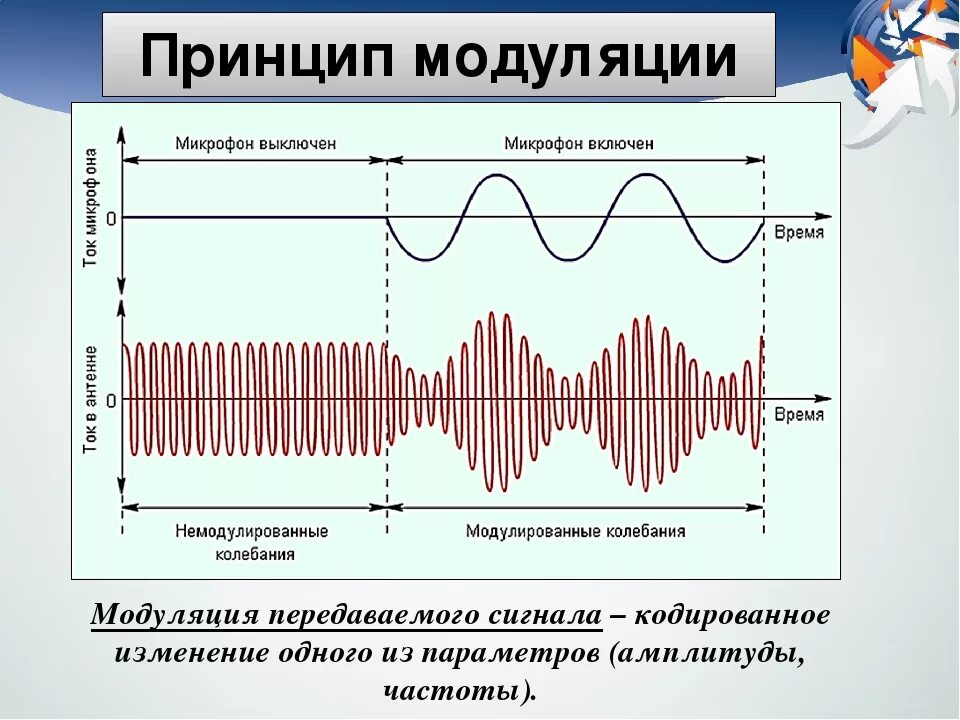 Принцип модуляции
Микрофон выключен
Микрофон включен
Ток микрофона
0
Время
Ток в антенне
0
Время
Немодулированные
колебания
Модулированные колебания
Модуляция передаваемого сигнала – кодированное
изменение одного из параметров (амплитуды,
частоты).